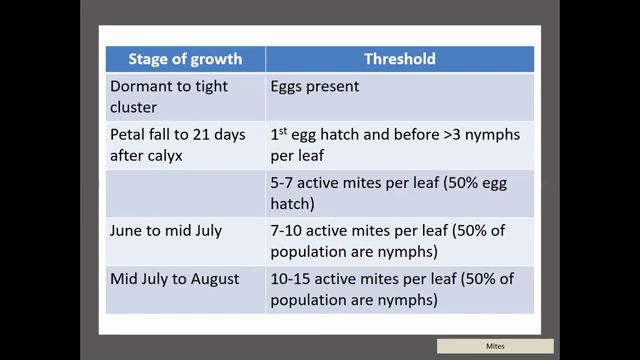 Stage of growth Threshold
Dormant to tight Eggs present
cluster
Petal fall to 21 days 1st egg hatch and before >3 nymphs
after calyx per leaf
5-7 active mites per leaf (50% egg
hatch)
June to mid July 7-10 active mites per leaf (50% of
population are nymphs)
Mid July to August 10-15 active mites per leaf (50% of
population are nymphs)
Mites